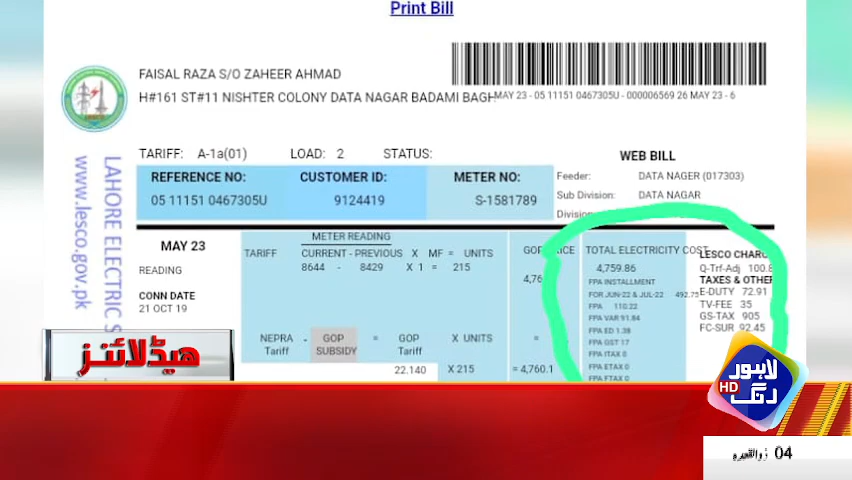 Print Bill
FAISAL RAZA S/O ZAHEER AHMAD
H#161 ST#11 NISHTER COLONY DATA NAGAR BADAMI BAGH
MAY 23 - 05 11151 0467305U - 000006569 26 MAY 23 - 6
TARIFF: A-1a(01) LOAD: 2 STATUS:
WEB BILL
REFERENCE NO: CUSTOMER ID: METER NO:
05 11151 0467305U 9124419 S-1581789
Feeder: DATA NAGER (017303)
Sub Division: DATA NAGAR
Division:
LAHORE ELECTRIC S
www.lesco.gov.pk
MAY 23
READING
CONN DATE
21 OCT 19
METER READING
TARIFF CURRENT - PREVIOUS X MF = UNITS
8644 - 8429 X 1 = 215
NEPRA Tariff - GOP SUBSIDY = GOP Tariff X UNITS =
22.140 X 215 = 4,760.1
TOTAL ELECTRICITY COST
4,759.86
FPA INSTALLMENT
FOR JUN-22 & JUL-22 492.75
FPA 110.22
FPA VAR 91.84
FPA ED 1.38
FPA GST 17
FPA ITAX 0
FPA ETAX 0
FPA FTAX 0
LESCO CHARG
Q-Trf-Adj 100.8
TAXES & OTHER
E-DUTY 72.91
TV-FEE 35
GS-TAX 905
FC-SUR 92.45
ہیڈلائنز
لاہور
رنگ
HD
04